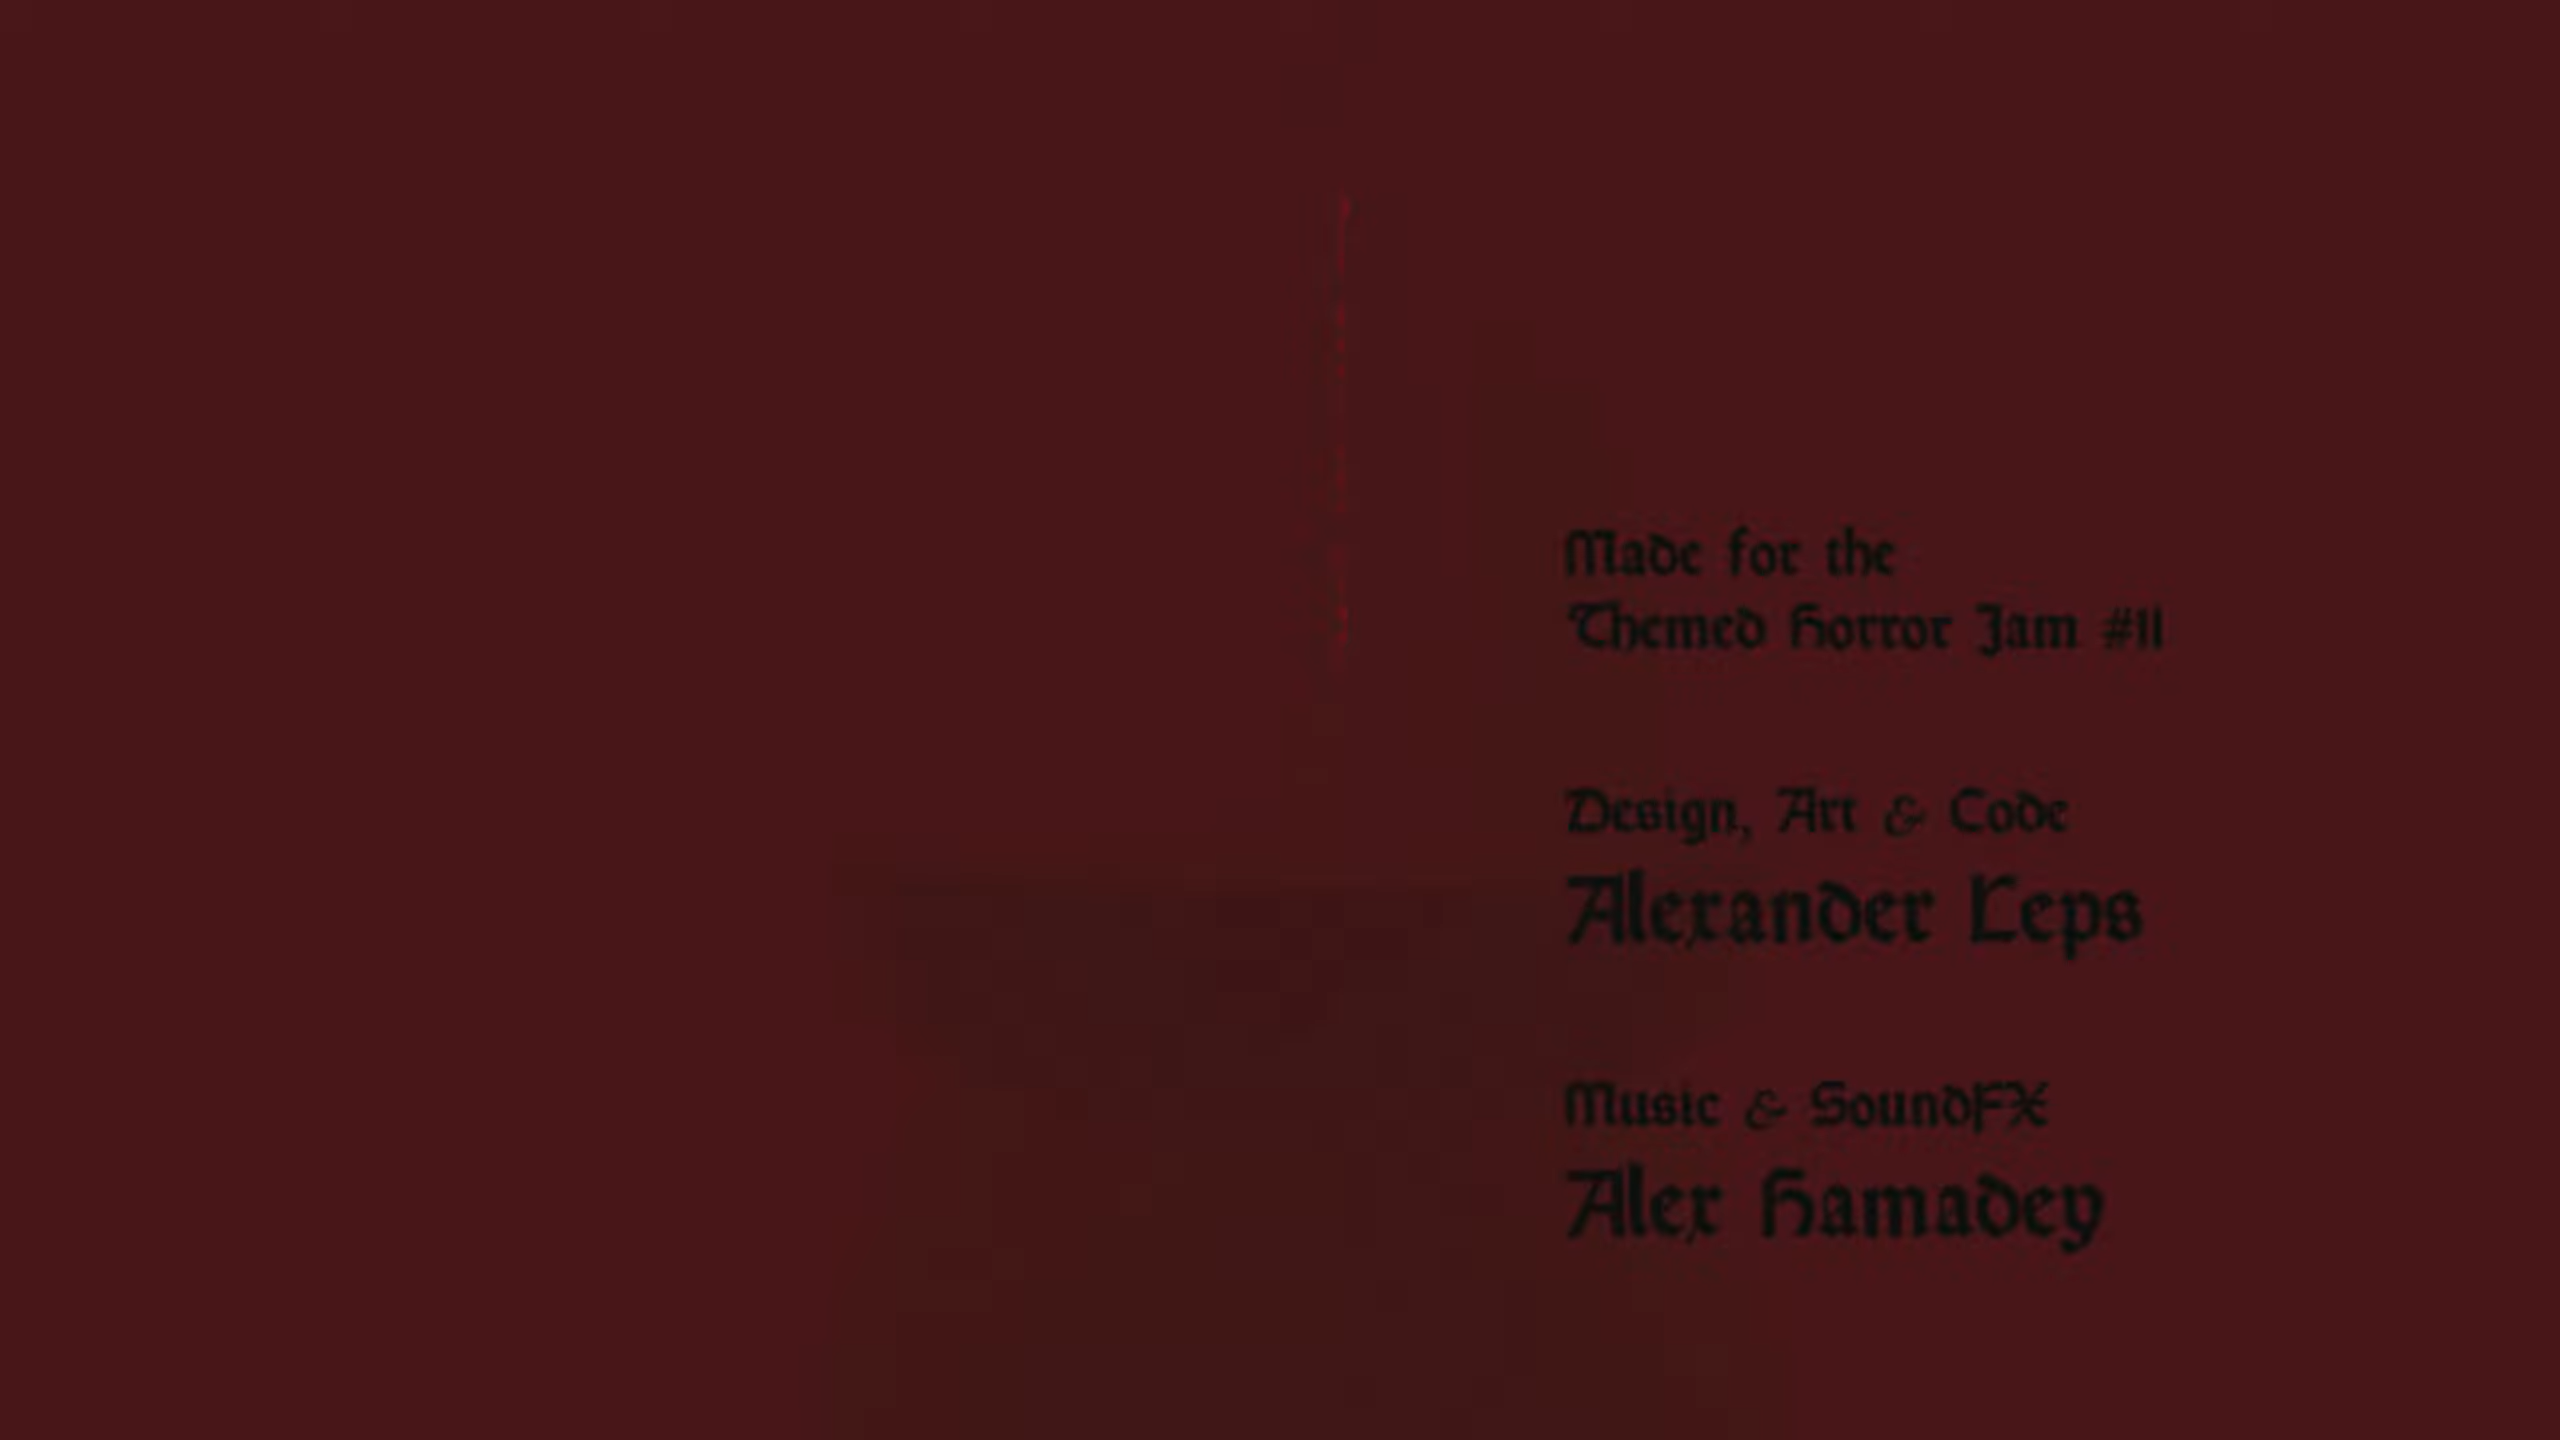 Made for the
Themed Horror Jam #11
Design, Art & Code
Alexander Leps
Music & SoundFX
Alex Hamadey